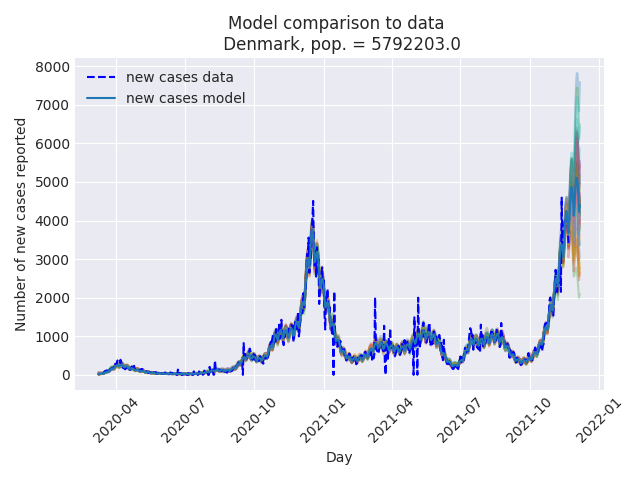 Model comparison to data
Denmark, pop. = 5792203.0
new cases data
new cases model
Number of new cases reported
8000
7000
6000
5000
4000
3000
2000
1000
0
2020-04
2020-07
2020-10
2021-01
2021-04
2021-07
2021-10
2022-01
Day